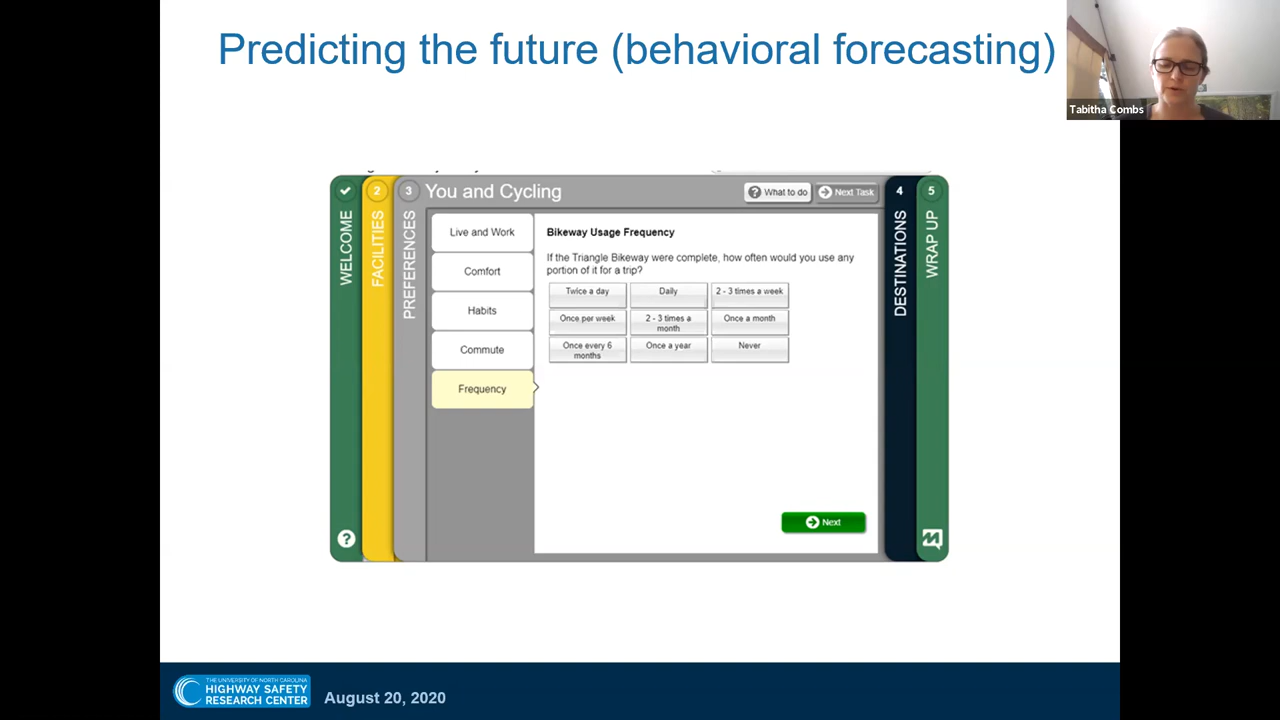 Predicting the future (behavioral forecasting)
Tabitha Combs
WELCOME
2
FACILITIES
3
PREFERENCES
You and Cycling
? What to do
Next Task
Live and Work
Comfort
Habits
Commute
Frequency
Bikeway Usage Frequency
If the Triangle Bikeway were complete, how often would you use any
portion of it for a trip?
Twice a day
Daily
2 - 3 times a week
Once per week
2 - 3 times a
month
Once a month
Once every 6
months
Once a year
Never
Next
4
DESTINATIONS
5
WRAP UP
?
THE UNIVERSITY OF NORTH CAROLINA
HIGHWAY SAFETY
RESEARCH CENTER
August 20, 2020